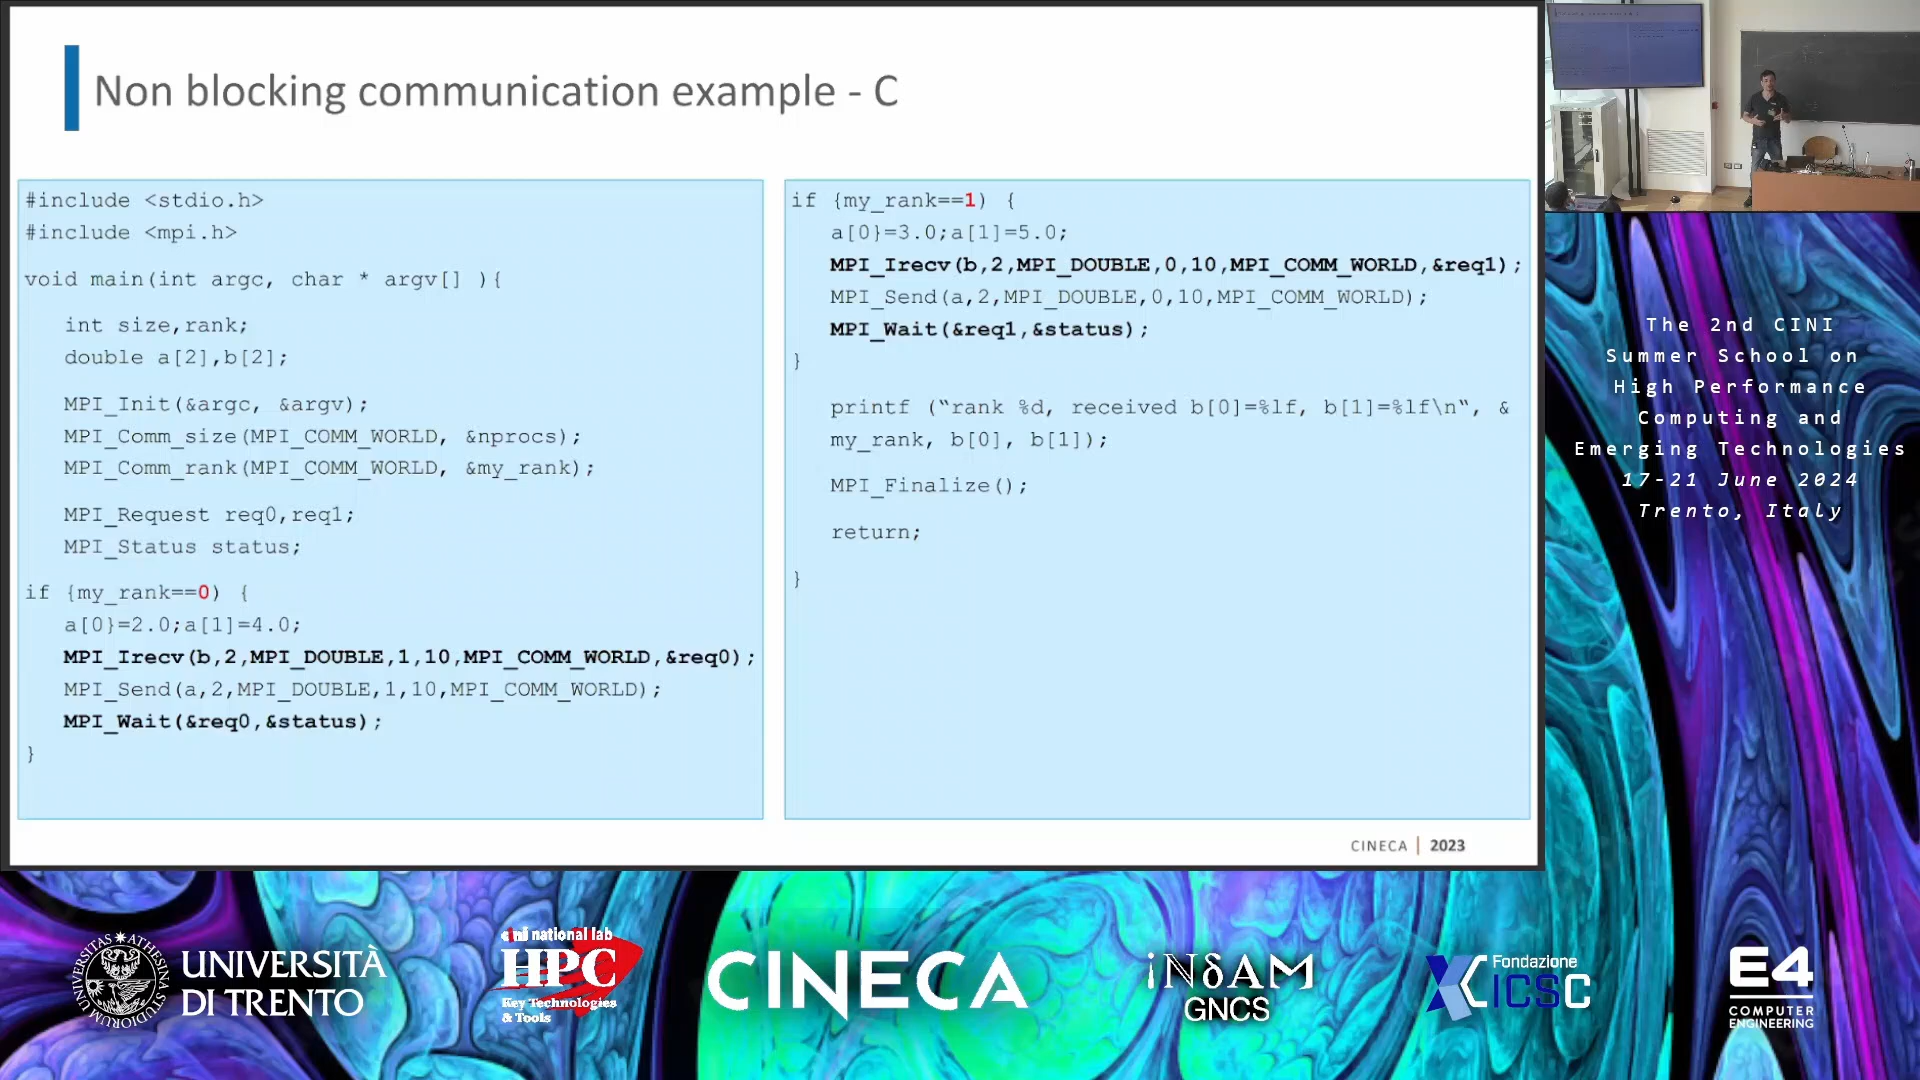 Non blocking communication example - C
#include <stdio.h>
#include <mpi.h>
void main(int argc, char * argv[] ){
int size,rank;
double a[2],b[2];
MPI_Init(&argc, &argv);
MPI_Comm_size(MPI_COMM_WORLD, &nprocs);
MPI_Comm_rank(MPI_COMM_WORLD, &my_rank);
MPI_Request req0,req1;
MPI_Status status;
if {my_rank==0) {
a[0}=2.0;a[1]=4.0;
MPI_Irecv(b,2,MPI_DOUBLE,1,10,MPI_COMM_WORLD,&req0);
MPI_Send(a,2,MPI_DOUBLE,1,10,MPI_COMM_WORLD);
MPI_Wait(&req0,&status);
}
if {my_rank==1) {
a[0}=3.0;a[1]=5.0;
MPI_Irecv(b,2,MPI_DOUBLE,0,10,MPI_COMM_WORLD,&req1);
MPI_Send(a,2,MPI_DOUBLE,0,10,MPI_COMM_WORLD);
MPI_Wait(&req1,&status);
}
printf (“rank %d, received b[0]=%lf, b[1]=%lf\n“, &
my_rank, b[0], b[1]);
MPI_Finalize();
return;
}
CINECA | 2023
The 2nd CINI
Summer School on
High Performance
Computing and
Emerging Technologies
17-21 June 2024
Trento, Italy
UNIVERSITÀ
DI TRENTO
cini national lab
HPC
Key Technologies
& Tools
CINECA
iNδAM
GNCS
Fondazione
ICSC
E4
COMPUTER
ENGINEERING